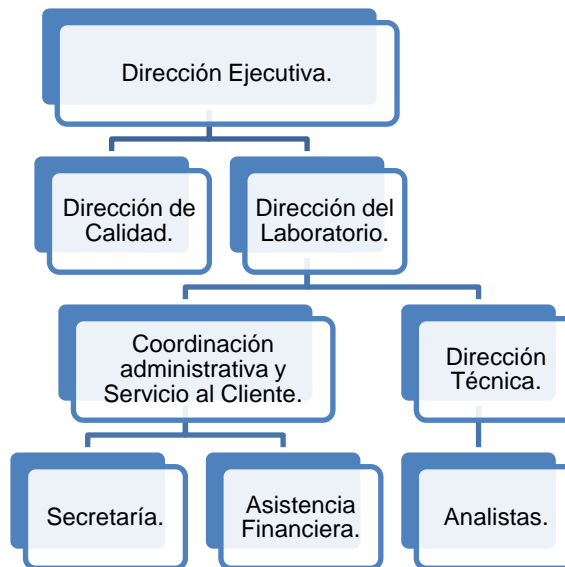 Dirección Ejecutiva.
Dirección de
Calidad.
Dirección del
Laboratorio.
Coordinación
administrativa y
Servicio al Cliente.
Dirección
Técnica.
Secretaría.
Asistencia
Financiera.
Analistas.